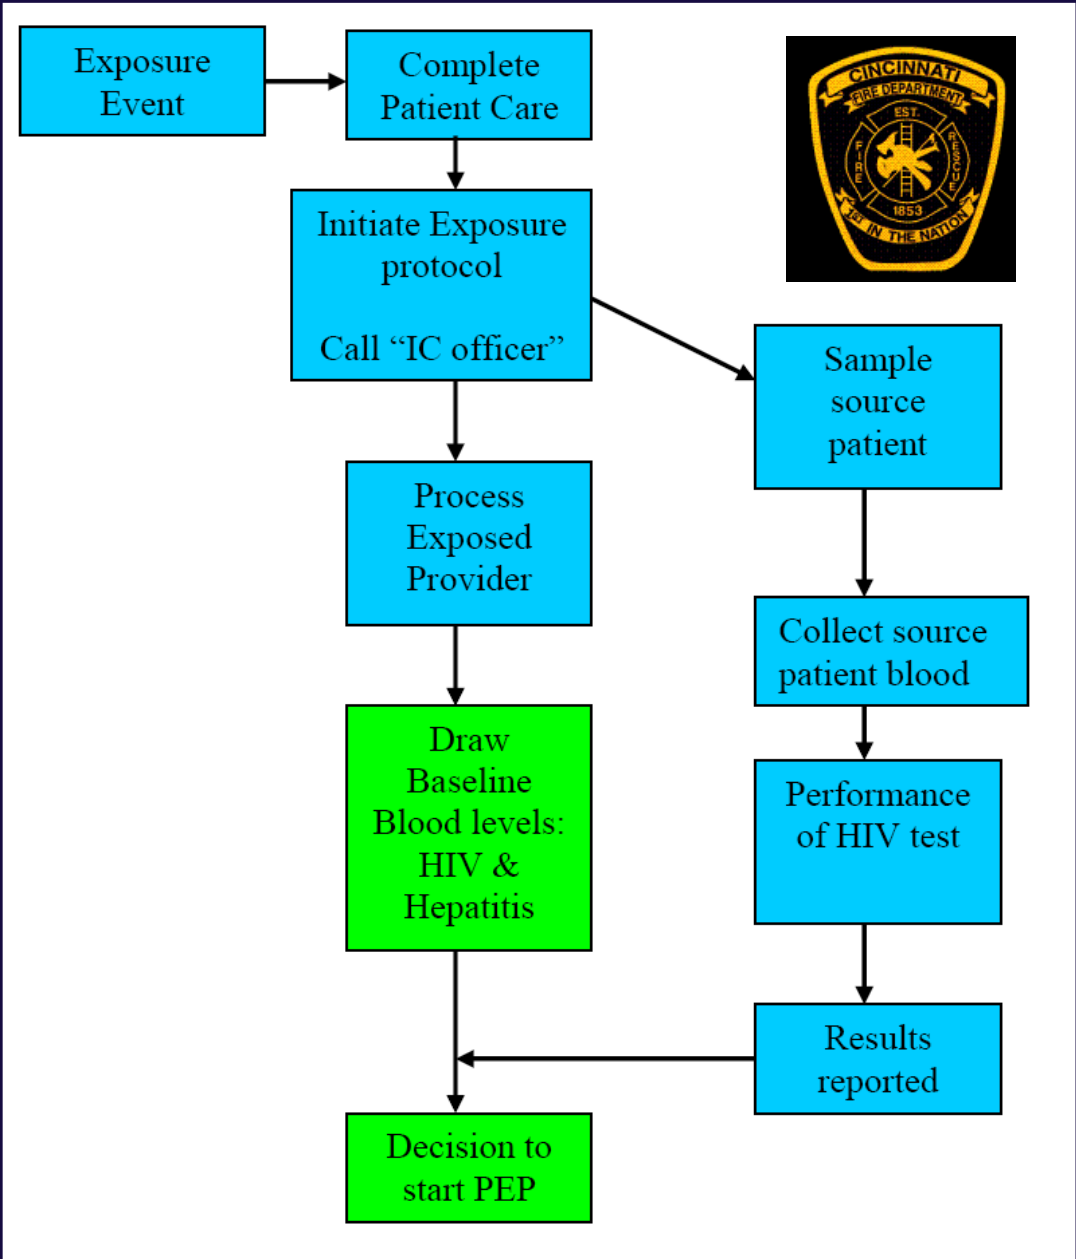 Exposure
Event
Complete
Patient Care
CINCINNATI
FIRE DEPARTMENT
EST.
FIRE
RESCUE
1853
1ST IN THE NATION
Initiate Exposure
protocol
Call “IC officer”
Sample
source
patient
Process
Exposed
Provider
Collect source
patient blood
Draw
Baseline
Blood levels:
HIV &
Hepatitis
Performance
of HIV test
Results
reported
Decision to
start PEP